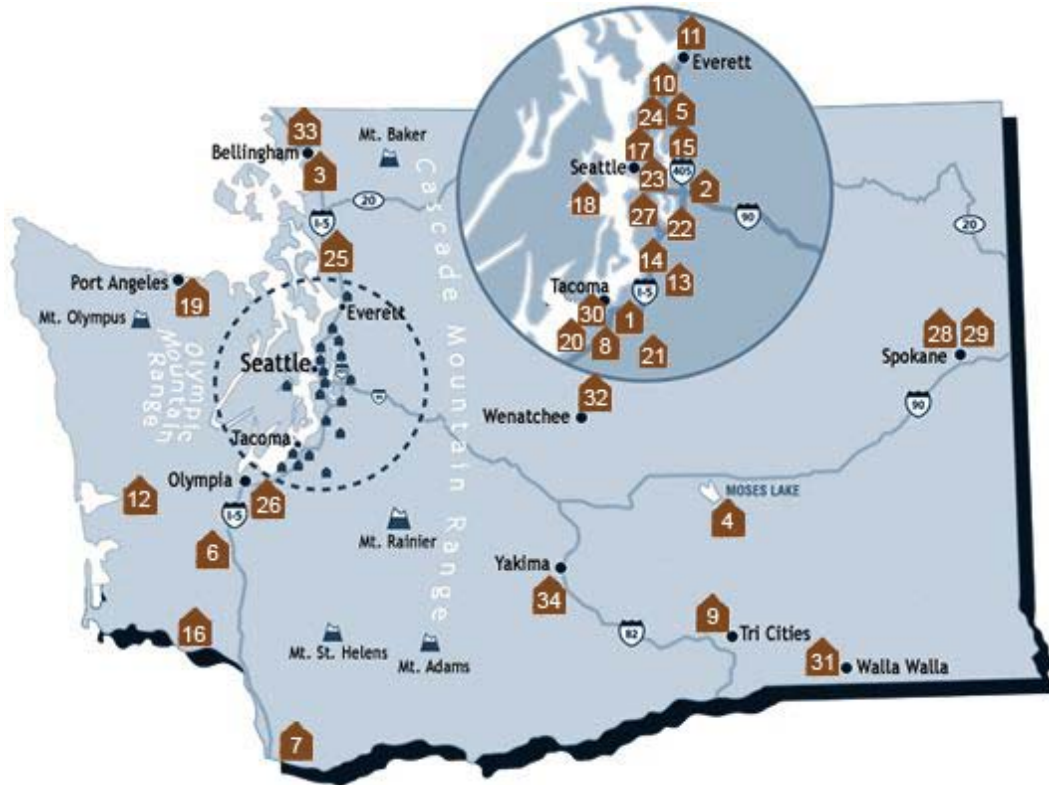 11
Everett
10
5
24
17
15
Seattle
23
405
2
18
27
22
90
14
13
Tacoma
I-5
30
1
20
8
21
33
Mt. Baker
Bellingham
3
20
I-5
25
20
Cascade Mountain Range
Port Angeles
19
Mt. Olympus
Olympic
Mountain
Range
Everett
Seattle
28
29
Spokane
32
Wenatchee
90
Tacoma
Olympia
12
26
I-5
MOSES LAKE
4
6
Mt. Rainier
Yakima
34
9
16
Tri Cities
82
Mt. St. Helens
Mt. Adams
31
Walla Walla
7